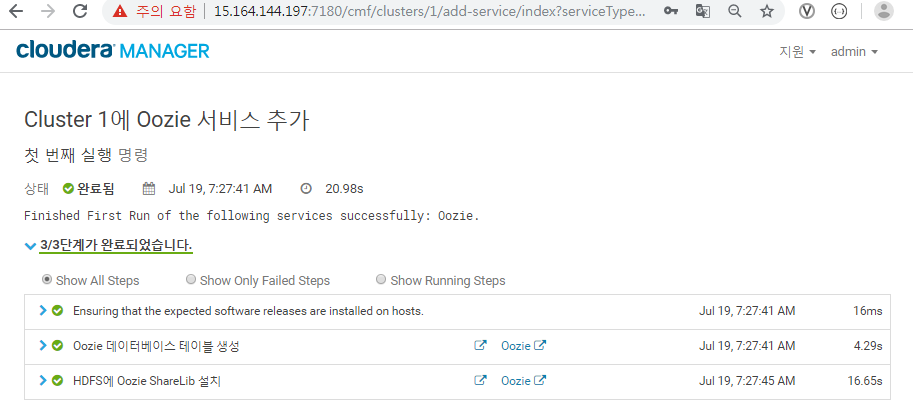 주의 요함 15.164.144.197:7180/cmf/clusters/1/add-service/index?serviceType...
cloudera MANAGER 지원 admin
Cluster 1에 Oozie 서비스 추가
첫 번째 실행 명령
상태 완료됨 Jul 19, 7:27:41 AM 20.98s
Finished First Run of the following services successfully: Oozie.
3/3단계가 완료되었습니다.
Show All Steps Show Only Failed Steps Show Running Steps
Ensuring that the expected software releases are installed on hosts. Jul 19, 7:27:41 AM 16ms
Oozie 데이터베이스 테이블 생성 Oozie Jul 19, 7:27:41 AM 4.29s
HDFS에 Oozie ShareLib 설치 Oozie Jul 19, 7:27:45 AM 16.65s